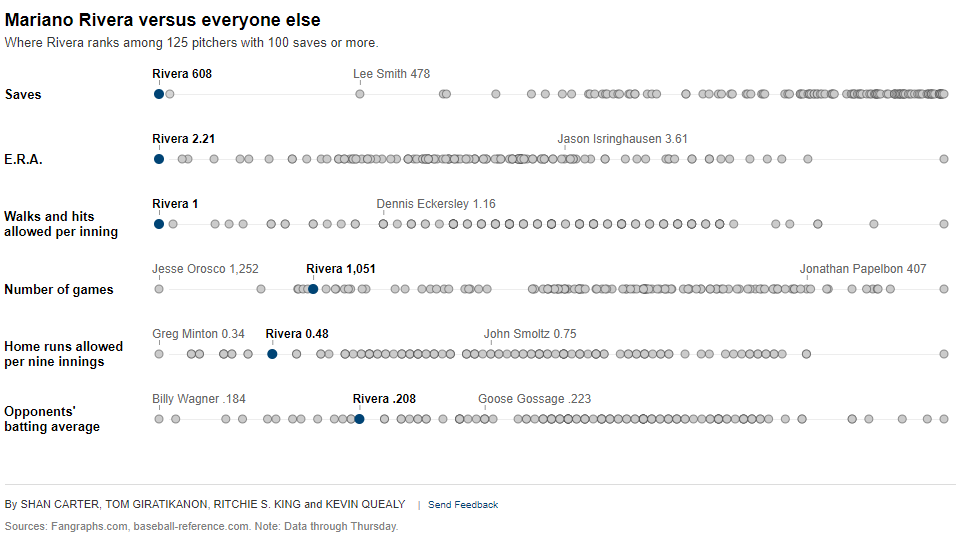 Mariano Rivera versus everyone else
Where Rivera ranks among 125 pitchers with 100 saves or more.
Rivera 608
Lee Smith 478
Saves
Rivera 2.21
Jason Isringhausen 3.61
E.R.A.
Rivera 1
Dennis Eckersley 1.16
Walks and hits
allowed per inning
Jesse Orosco 1,252
Rivera 1,051
Jonathan Papelbon 407
Number of games
Greg Minton 0.34
Rivera 0.48
John Smoltz 0.75
Home runs allowed
per nine innings
Billy Wagner .184
Rivera .208
Goose Gossage .223
Opponents'
batting average
By SHAN CARTER, TOM GIRATIKANON, RITCHIE S. KING and KEVIN QUEALY | Send Feedback
Sources: Fangraphs.com, baseball-reference.com. Note: Data through Thursday.